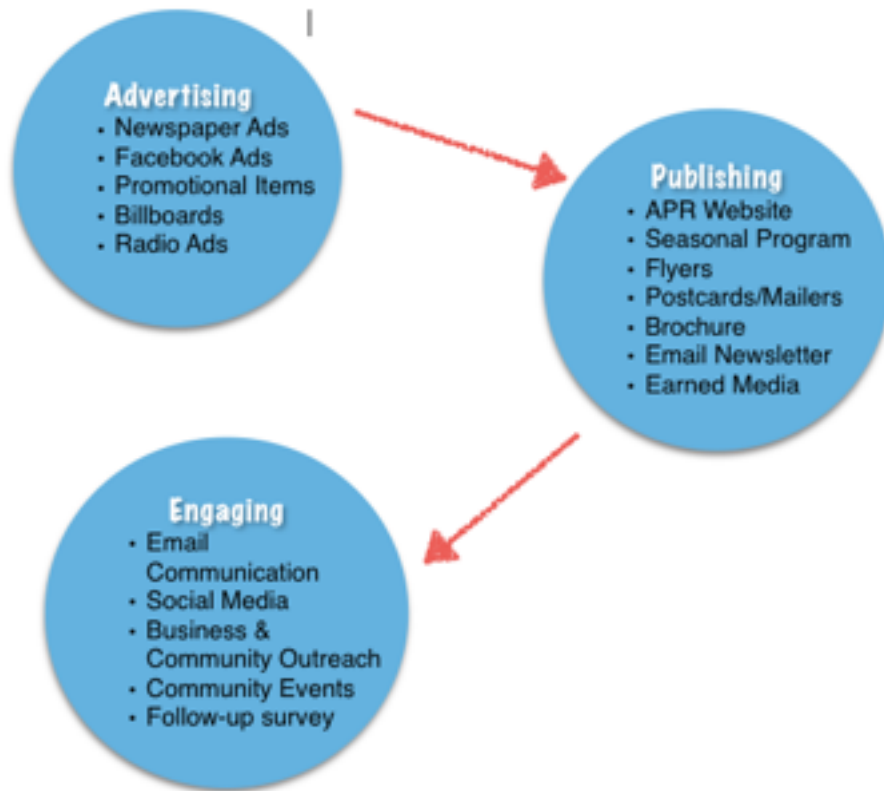 Advertising
• Newspaper Ads
• Facebook Ads
• Promotional Items
• Billboards
• Radio Ads
Publishing
• APR Website
• Seasonal Program
• Flyers
• Postcards/Mailers
• Brochure
• Email Newsletter
• Earned Media
Engaging
• Email
Communication
• Social Media
• Business &
Community Outreach
• Community Events
• Follow-up survey